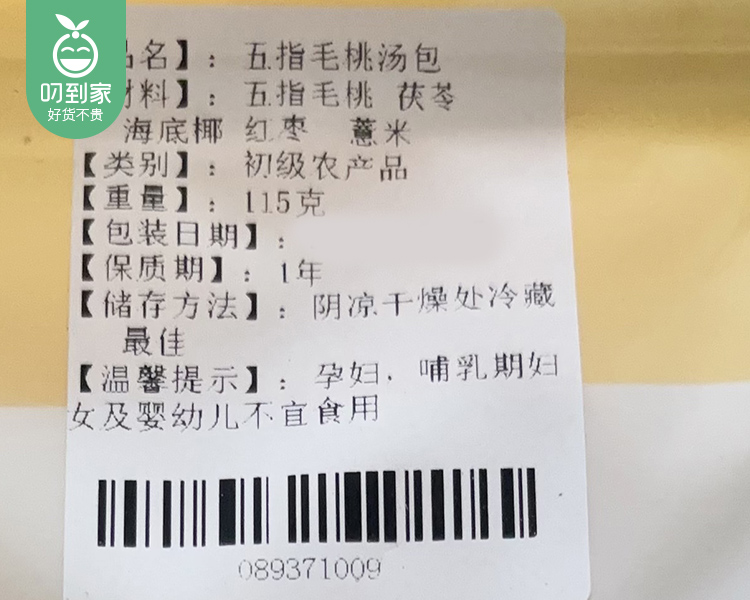 叨到家
好货不贵
品名】：五指毛桃汤包
材料】：五指毛桃 茯苓
海底椰 红枣 薏米
【类别】：初级农产品
【重量】：115克
【包装日期】：
【保质期】：1年
【储存方法】：阴凉干燥处冷藏
最佳
【温馨提示】：孕妇、哺乳期妇
女及婴幼儿不宜食用
089371009